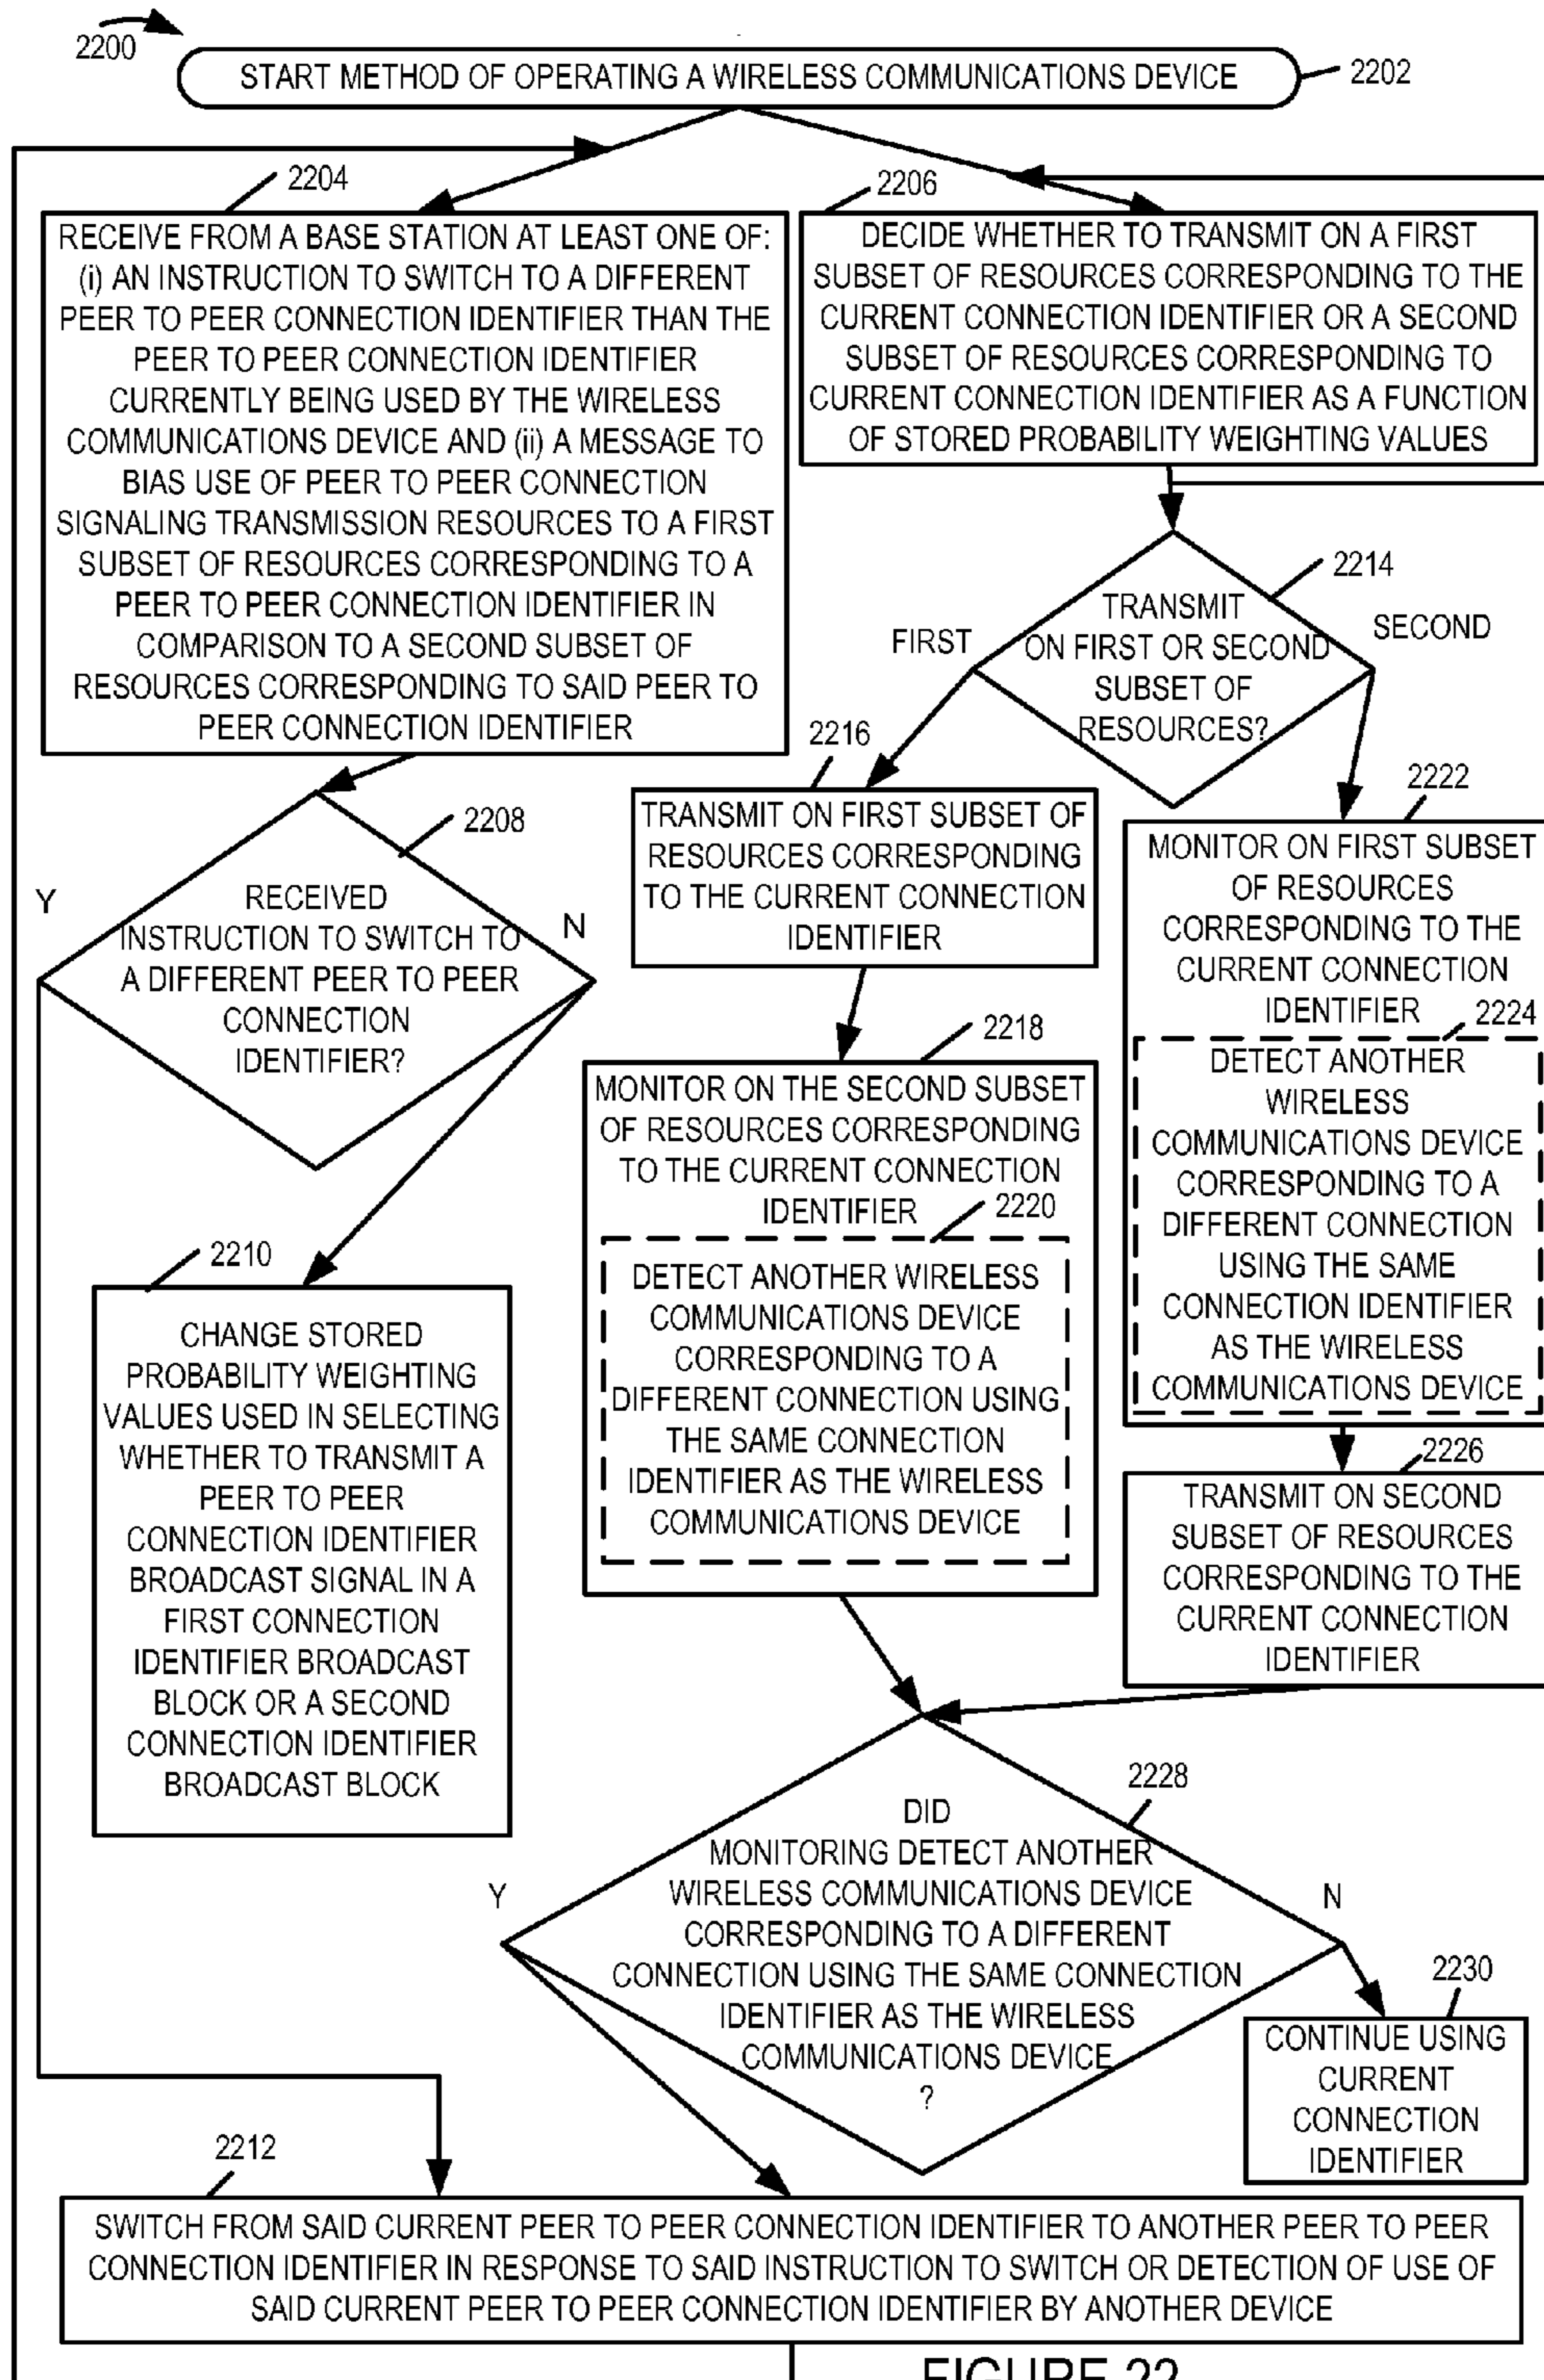 2200
START METHOD OF OPERATING A WIRELESS COMMUNICATIONS DEVICE
2202
2204
RECEIVE FROM A BASE STATION AT LEAST ONE OF:
(i) AN INSTRUCTION TO SWITCH TO A DIFFERENT
PEER TO PEER CONNECTION IDENTIFIER THAN THE
PEER TO PEER CONNECTION IDENTIFIER
CURRENTLY BEING USED BY THE WIRELESS
COMMUNICATIONS DEVICE AND (ii) A MESSAGE TO
BIAS USE OF PEER TO PEER CONNECTION
SIGNALING TRANSMISSION RESOURCES TO A FIRST
SUBSET OF RESOURCES CORRESPONDING TO A
PEER TO PEER CONNECTION IDENTIFIER IN
COMPARISON TO A SECOND SUBSET OF
RESOURCES CORRESPONDING TO SAID PEER TO
PEER CONNECTION IDENTIFIER
2206
DECIDE WHETHER TO TRANSMIT ON A FIRST
SUBSET OF RESOURCES CORRESPONDING TO THE
CURRENT CONNECTION IDENTIFIER OR A SECOND
SUBSET OF RESOURCES CORRESPONDING TO
CURRENT CONNECTION IDENTIFIER AS A FUNCTION
OF STORED PROBABILITY WEIGHTING VALUES
2214
TRANSMIT
ON FIRST OR SECOND
SUBSET OF
RESOURCES?
FIRST
SECOND
2208
RECEIVED
INSTRUCTION TO SWITCH TO
A DIFFERENT PEER TO PEER
CONNECTION
IDENTIFIER?
Y
N
2216
TRANSMIT ON FIRST SUBSET OF
RESOURCES CORRESPONDING
TO THE CURRENT CONNECTION
IDENTIFIER
2222
MONITOR ON FIRST SUBSET
OF RESOURCES
CORRESPONDING TO THE
CURRENT CONNECTION
IDENTIFIER
2224
DETECT ANOTHER
WIRELESS
COMMUNICATIONS DEVICE
CORRESPONDING TO A
DIFFERENT CONNECTION
USING THE SAME
CONNECTION IDENTIFIER
AS THE WIRELESS
COMMUNICATIONS DEVICE
2218
MONITOR ON THE SECOND SUBSET
OF RESOURCES CORRESPONDING
TO THE CURRENT CONNECTION
IDENTIFIER
2220
DETECT ANOTHER WIRELESS
COMMUNICATIONS DEVICE
CORRESPONDING TO A
DIFFERENT CONNECTION USING
THE SAME CONNECTION
IDENTIFIER AS THE WIRELESS
COMMUNICATIONS DEVICE
2210
CHANGE STORED
PROBABILITY WEIGHTING
VALUES USED IN SELECTING
WHETHER TO TRANSMIT A
PEER TO PEER
CONNECTION IDENTIFIER
BROADCAST SIGNAL IN A
FIRST CONNECTION
IDENTIFIER BROADCAST
BLOCK OR A SECOND
CONNECTION IDENTIFIER
BROADCAST BLOCK
2226
TRANSMIT ON SECOND
SUBSET OF RESOURCES
CORRESPONDING TO THE
CURRENT CONNECTION
IDENTIFIER
2228
DID
MONITORING DETECT ANOTHER
WIRELESS COMMUNICATIONS DEVICE
CORRESPONDING TO A DIFFERENT
CONNECTION USING THE SAME CONNECTION
IDENTIFIER AS THE WIRELESS
COMMUNICATIONS DEVICE
?
Y
N
2230
CONTINUE USING
CURRENT
CONNECTION
IDENTIFIER
2212
SWITCH FROM SAID CURRENT PEER TO PEER CONNECTION IDENTIFIER TO ANOTHER PEER TO PEER
CONNECTION IDENTIFIER IN RESPONSE TO SAID INSTRUCTION TO SWITCH OR DETECTION OF USE OF
SAID CURRENT PEER TO PEER CONNECTION IDENTIFIER BY ANOTHER DEVICE
FIGURE 22